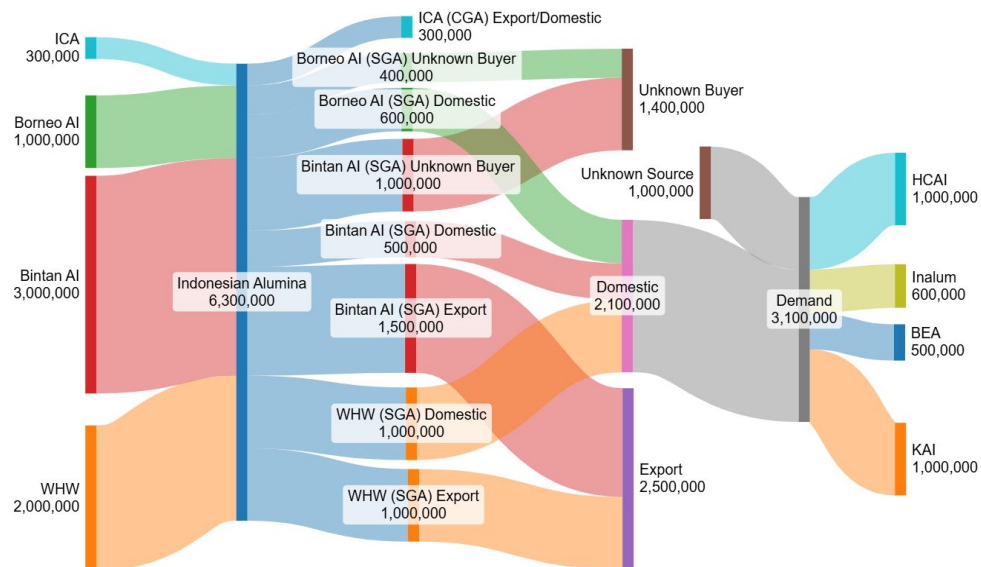 ICA
300,000
Borneo AI
1,000,000
Bintan AI
3,000,000
WHW
2,000,000
Indonesian Alumina
6,300,000
ICA (CGA) Export/Domestic
300,000
Borneo AI (SGA) Unknown Buyer
400,000
Borneo AI (SGA) Domestic
600,000
Bintan AI (SGA) Unknown Buyer
1,000,000
Bintan AI (SGA) Domestic
500,000
Bintan AI (SGA) Export
1,500,000
WHW (SGA) Domestic
1,000,000
WHW (SGA) Export
1,000,000
Unknown Buyer
1,400,000
Domestic
2,100,000
Export
2,500,000
Unknown Source
1,000,000
Demand
3,100,000
HCAI
1,000,000
Inalum
600,000
BEA
500,000
KAI
1,000,000